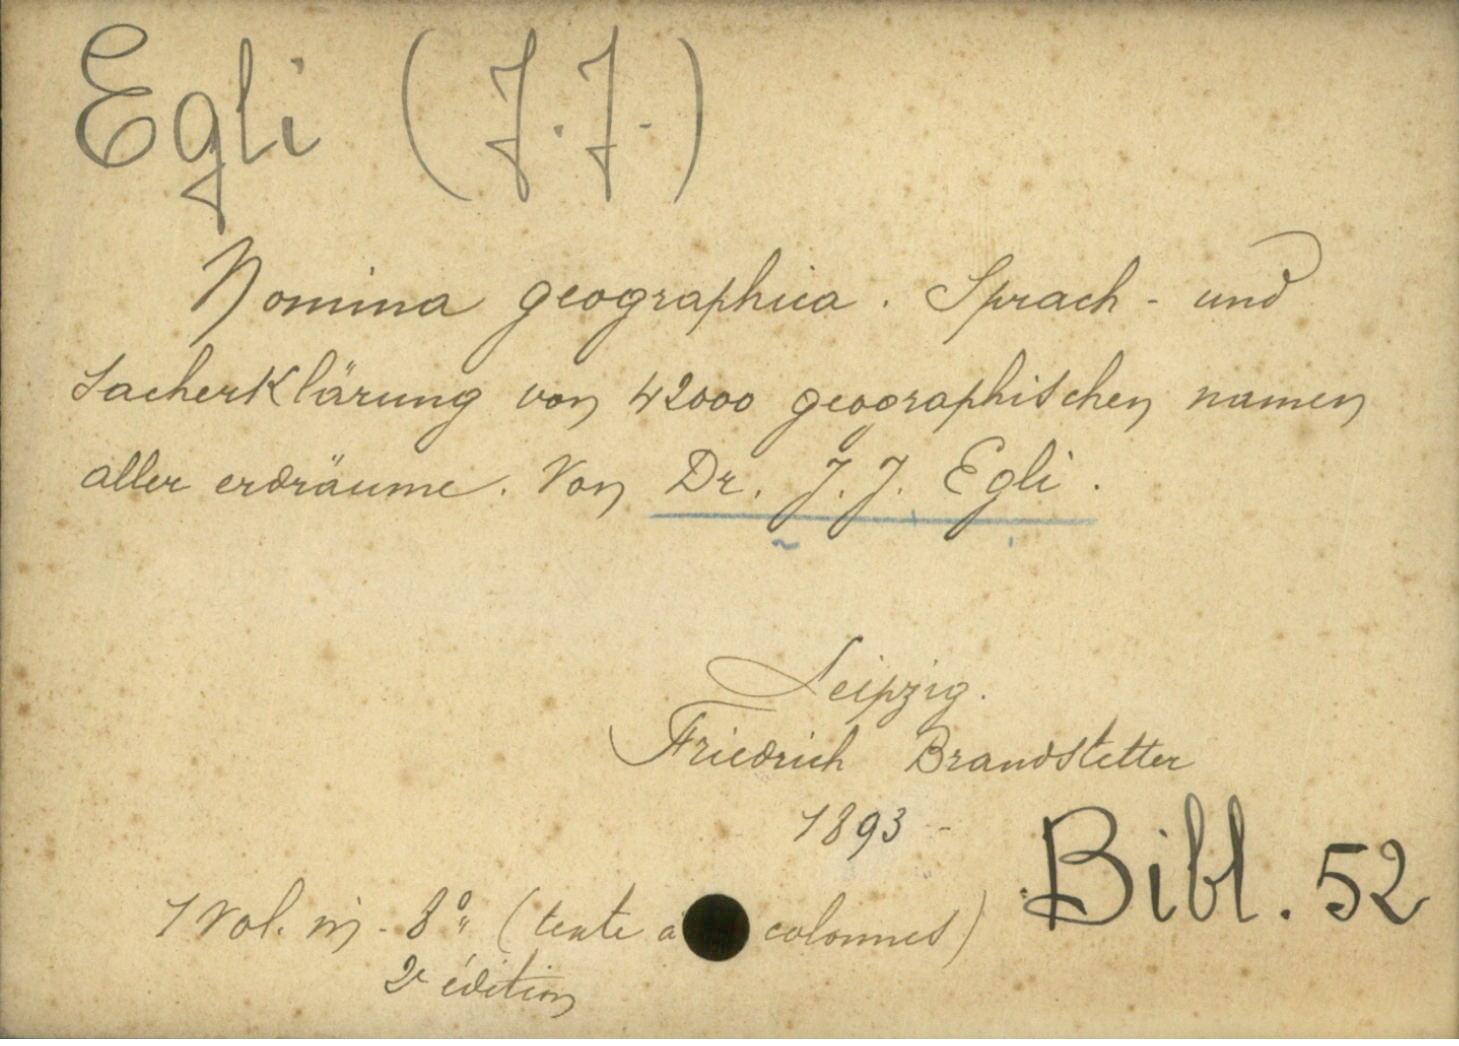 Egli (J.J.)
Nomina geographica. Sprach- und
Sacherklärung von 42000 geographischen namen
aller erdräume. Von Dr. J. J. Egli.
Leipzig.
Friedrich Brandstetter
1893 -
Bibl. 52
1 Vol. in-8° (texte à colonnes)
2e édition